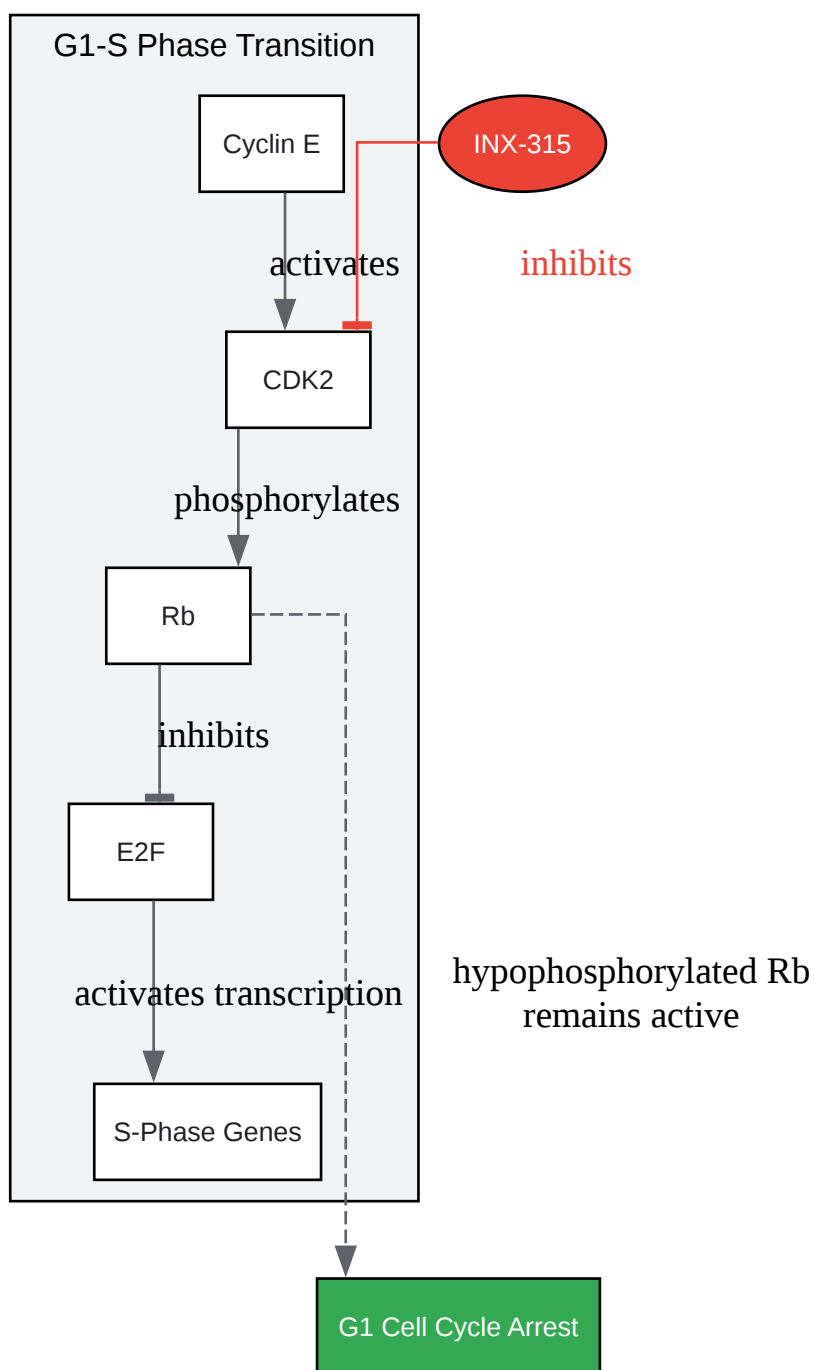 G1-S Phase Transition
Cyclin E
INX-315
activates
inhibits
CDK2
phosphorylates
Rb
inhibits
E2F
hypophosphorylated Rb
remains active
activates transcription
S-Phase Genes
G1 Cell Cycle Arrest